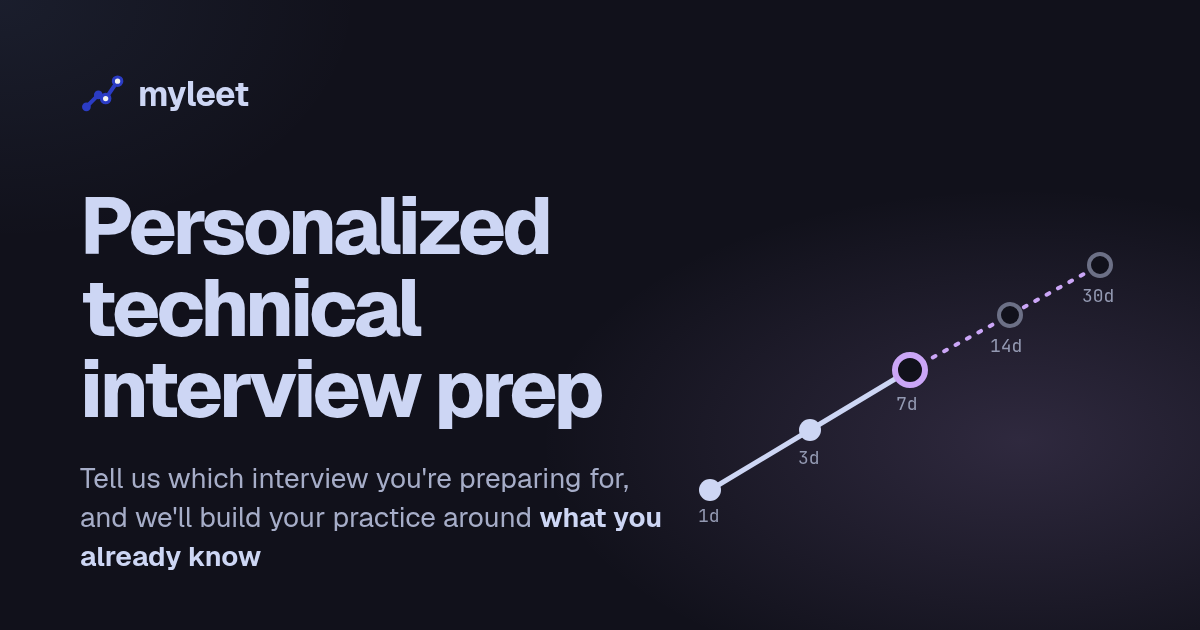 myleet
Personalized
technical
interview prep
Tell us which interview you're preparing for,
and we'll build your practice around what you
already know
1d
3d
7d
14d
30d